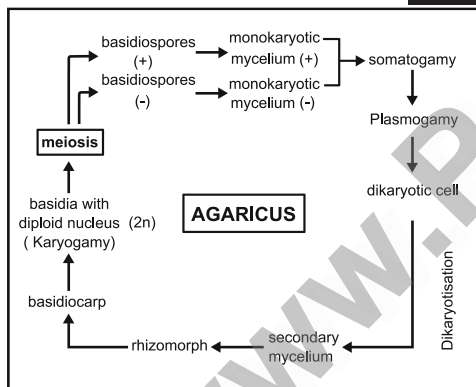 basidiospores
(+)
monokaryotic
mycelium (+)
basidiospores
(-)
monokaryotic
mycelium (-)
somatogamy
Plasmogamy
dikaryotic cell
Dikaryotisation
secondary
mycelium
rhizomorph
basidiocarp
basidia with
diploid nucleus (2n)
( Karyogamy)
meiosis
AGARICUS
www.P